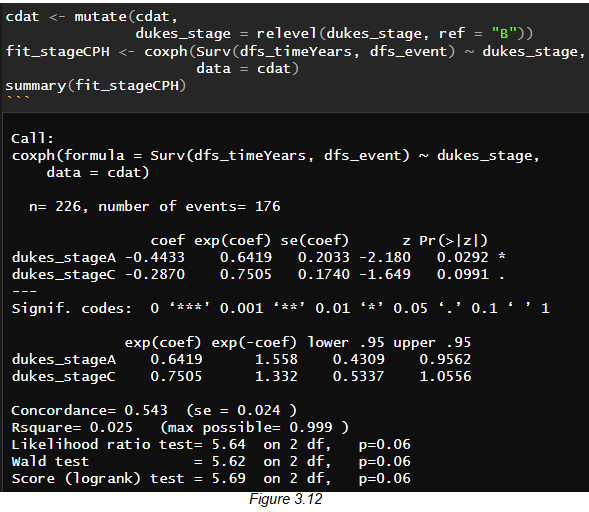 cdat <- mutate(cdat,
               dukes_stage = relevel(dukes_stage, ref = "B"))
fit_stageCPH <- coxph(Surv(dfs_timeYears, dfs_event) ~ dukes_stage,
                      data = cdat)
summary(fit_stageCPH)
```
Call:
coxph(formula = Surv(dfs_timeYears, dfs_event) ~ dukes_stage,
    data = cdat)
  n= 226, number of events= 176
                coef exp(coef) se(coef)      z Pr(>|z|)
dukes_stageA -0.4433    0.6419   0.2033 -2.180   0.0292 *
dukes_stageC -0.2870    0.7505   0.1740 -1.649   0.0991 .
---
Signif. codes:  0 ‘***’ 0.001 ‘**’ 0.01 ‘*’ 0.05 ‘.’ 0.1 ‘ ’ 1
             exp(coef) exp(-coef) lower .95 upper .95
dukes_stageA    0.6419      1.558    0.4309    0.9562
dukes_stageC    0.7505      1.332    0.5337    1.0556
Concordance= 0.543  (se = 0.024 )
Rsquare= 0.025   (max possible= 0.999 )
Likelihood ratio test= 5.64  on 2 df,   p=0.06
Wald test            = 5.62  on 2 df,   p=0.06
Score (logrank) test = 5.69  on 2 df,   p=0.06
Figure 3.12